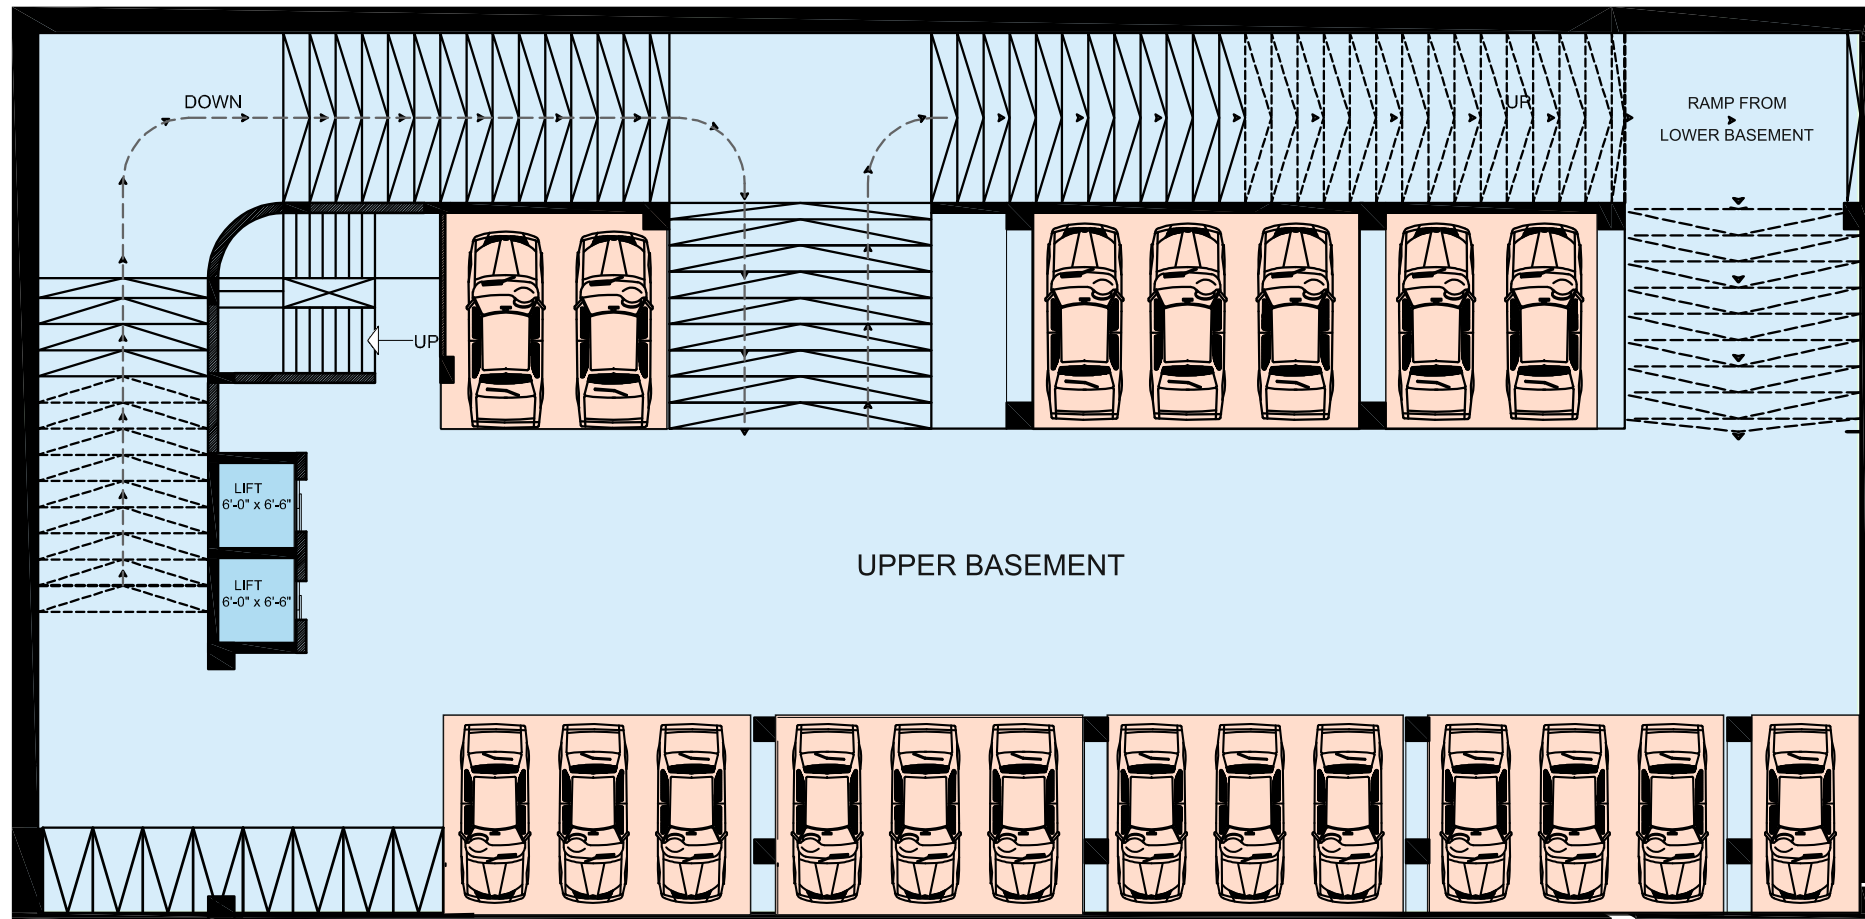 DOWN
UP
RAMP FROM
LOWER BASEMENT
UP
LIFT
6'-0" x 6'-6"
LIFT
6'-0" x 6'-6"
UPPER BASEMENT